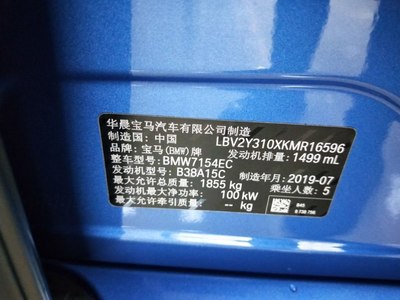 华晨宝马汽车有限公司制造
制造国: 中国 LBV2Y310XKMR16596
品牌: 宝马(BMW)牌 发动机排量: 1499 mL
整车型号: BMW7154EC
发动机型号: B38A15C 制造年月: 2019-07
最大允许总质量: 1855 kg 乘坐人数: 5
发动机最大净功率: 100 kW
最大允许牵引质量: -- kg